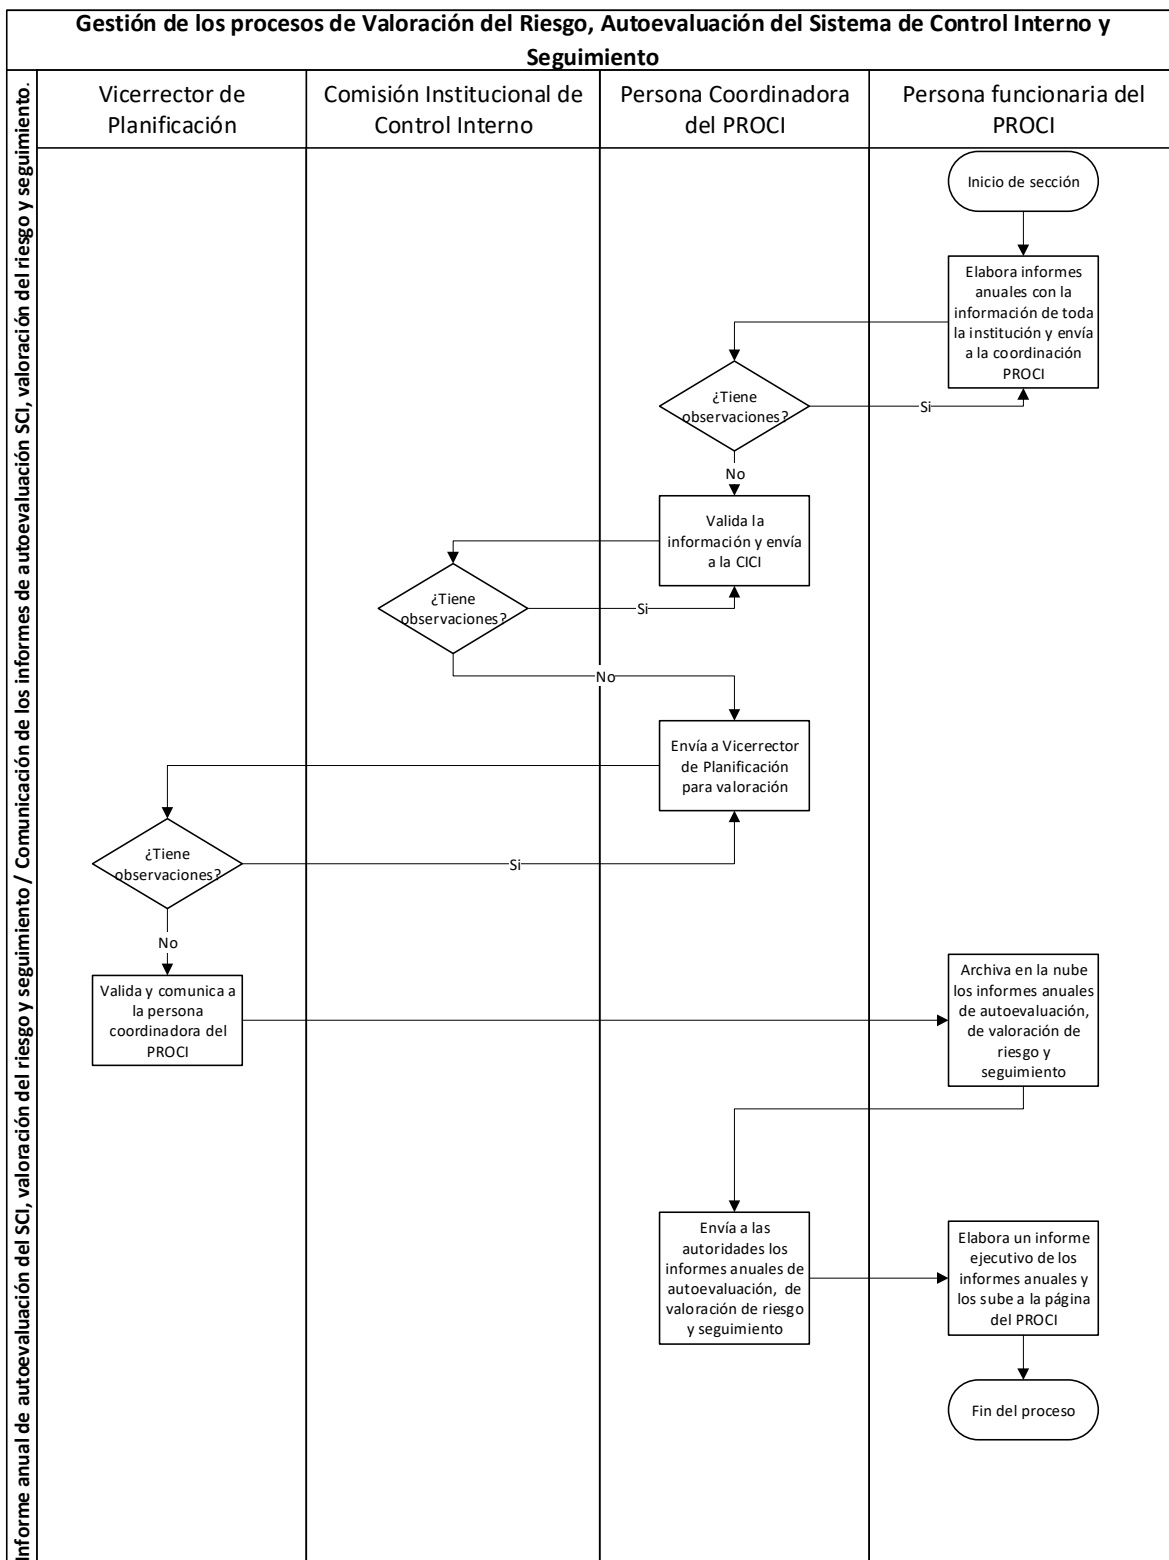 Gestión de los procesos de Valoración del Riesgo, Autoevaluación del Sistema de Control Interno y
Seguimiento
Informe anual de autoevaluación del SCI, valoración del riesgo y seguimiento / Comunicación de los informes de autoevaluación SCI, valoración del riesgo y seguimiento.
Vicerrector de
Planificación
Comisión Institucional de
Control Interno
Persona Coordinadora
del PROCI
Persona funcionaria del
PROCI
Inicio de sección
Elabora informes
anuales con la
información de toda
la institución y envía
a la coordinación
PROCI
¿Tiene
observaciones?
Si
No
Valida la
información y envía
a la CICI
¿Tiene
observaciones?
Si
No
Envía a Vicerrector
de Planificación
para valoración
¿Tiene
observaciones?
Si
No
Valida y comunica a
la persona
coordinadora del
PROCI
Archiva en la nube
los informes anuales
de autoevaluación,
de valoración de
riesgo y
seguimiento
Envía a las
autoridades los
informes anuales de
autoevaluación, de
valoración de riesgo
y seguimiento
Elabora un informe
ejecutivo de los
informes anuales y
los sube a la página
del PROCI
Fin del proceso